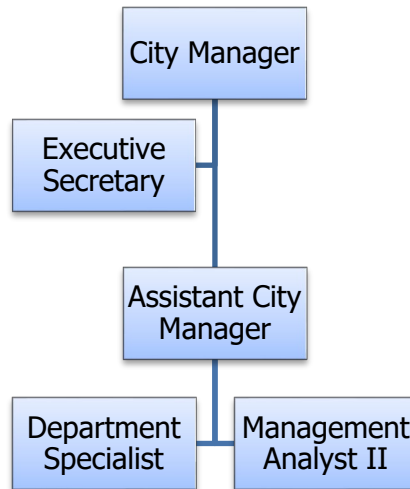 City Manager
Executive
Secretary
Assistant City
Manager
Department
Specialist
Management
Analyst II